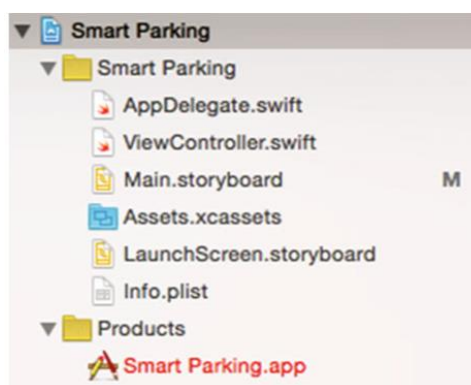 Smart Parking
Smart Parking
AppDelegate.swift
ViewController.swift
Main.storyboard M
Assets.xcassets
LaunchScreen.storyboard
Info.plist
Products
Smart Parking.app